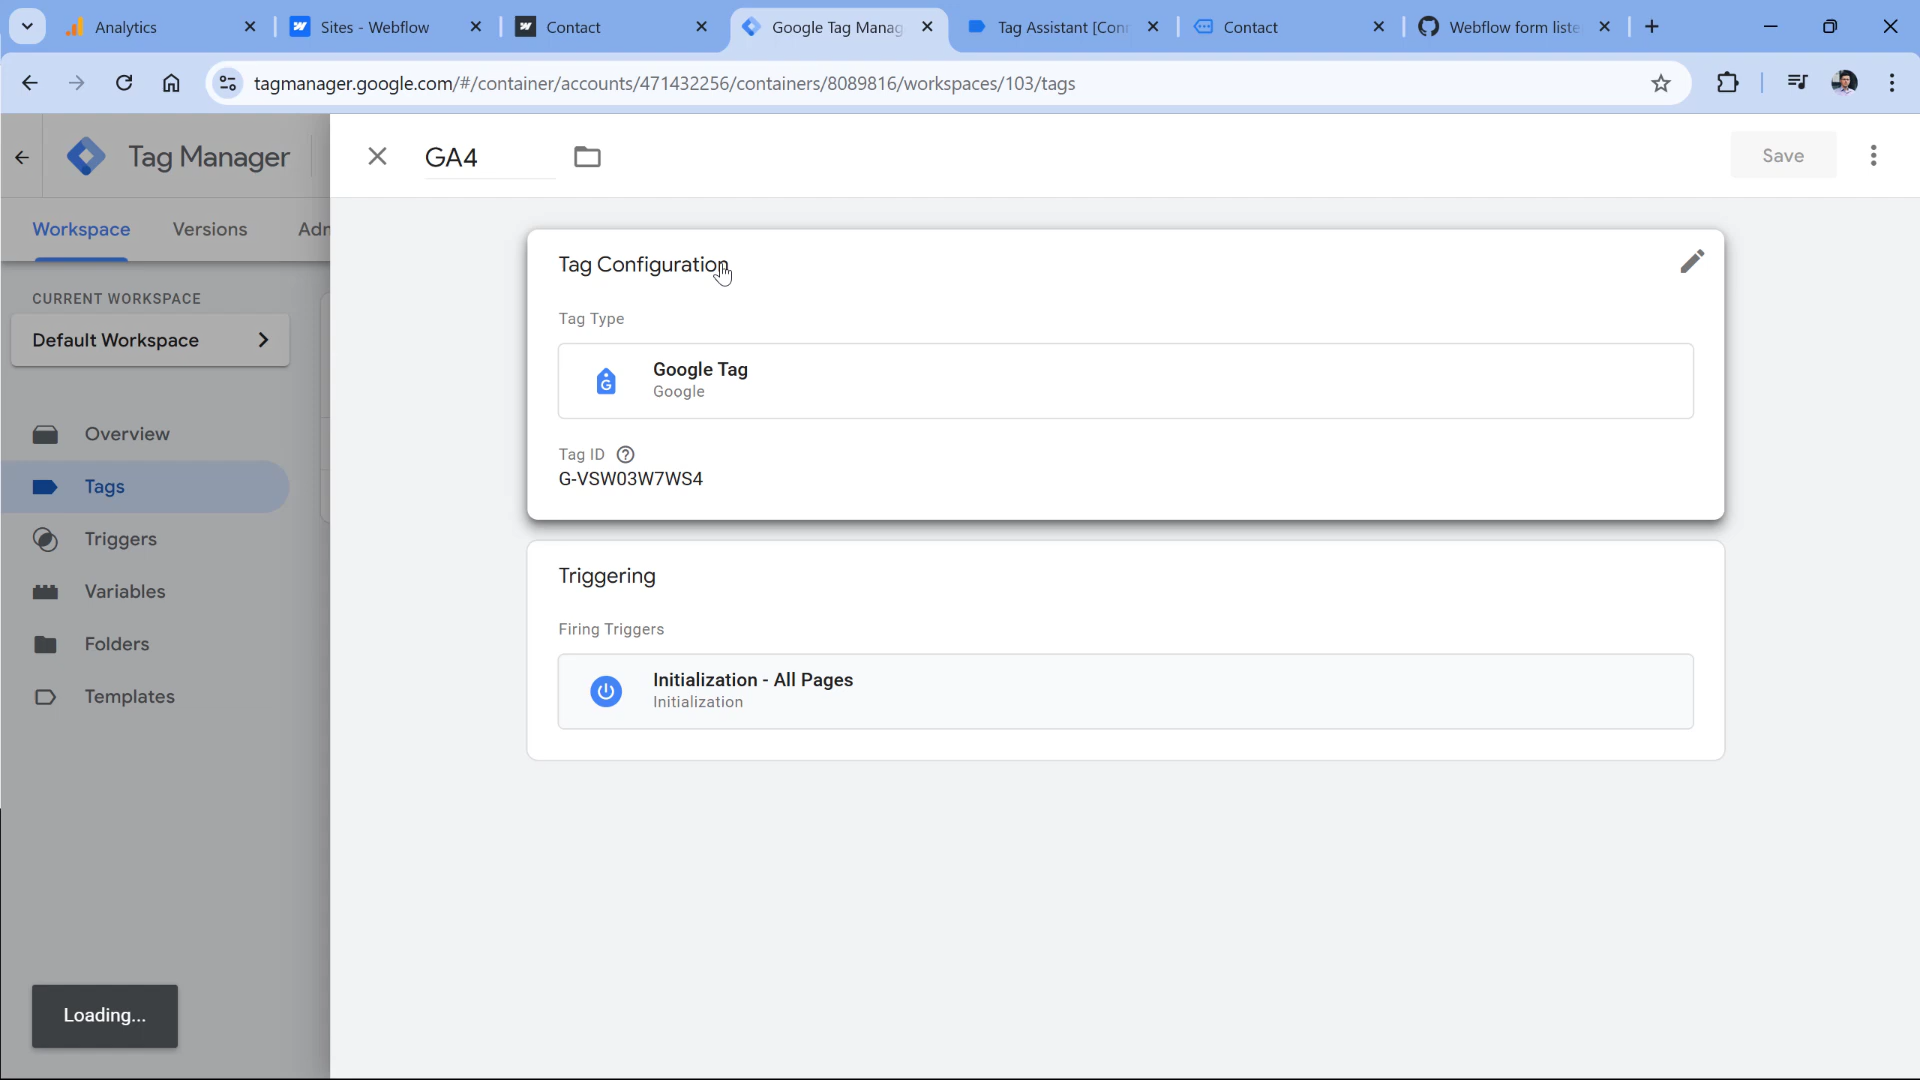 Analytics
Sites - Webflow
Contact
Google Tag Manag
Tag Assistant [Conn
Contact
Webflow form liste
tagmanager.google.com/#/container/accounts/471432256/containers/8089816/workspaces/103/tags
Tag Manager
GA4
Save
Workspace
Versions
Adm
CURRENT WORKSPACE
Default Workspace
Overview
Tags
Triggers
Variables
Folders
Templates
Tag Configuration
Tag Type
Google Tag
Google
Tag ID
G-VSW03W7WS4
Triggering
Firing Triggers
Initialization - All Pages
Initialization
Loading...